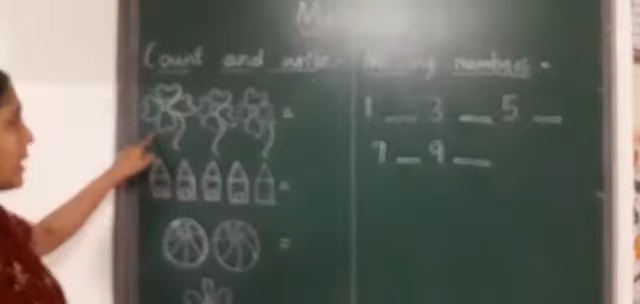 Count and write. Missing numbers.
=
1 _ 3 _ 5 _
7 _ 9 _
=
=